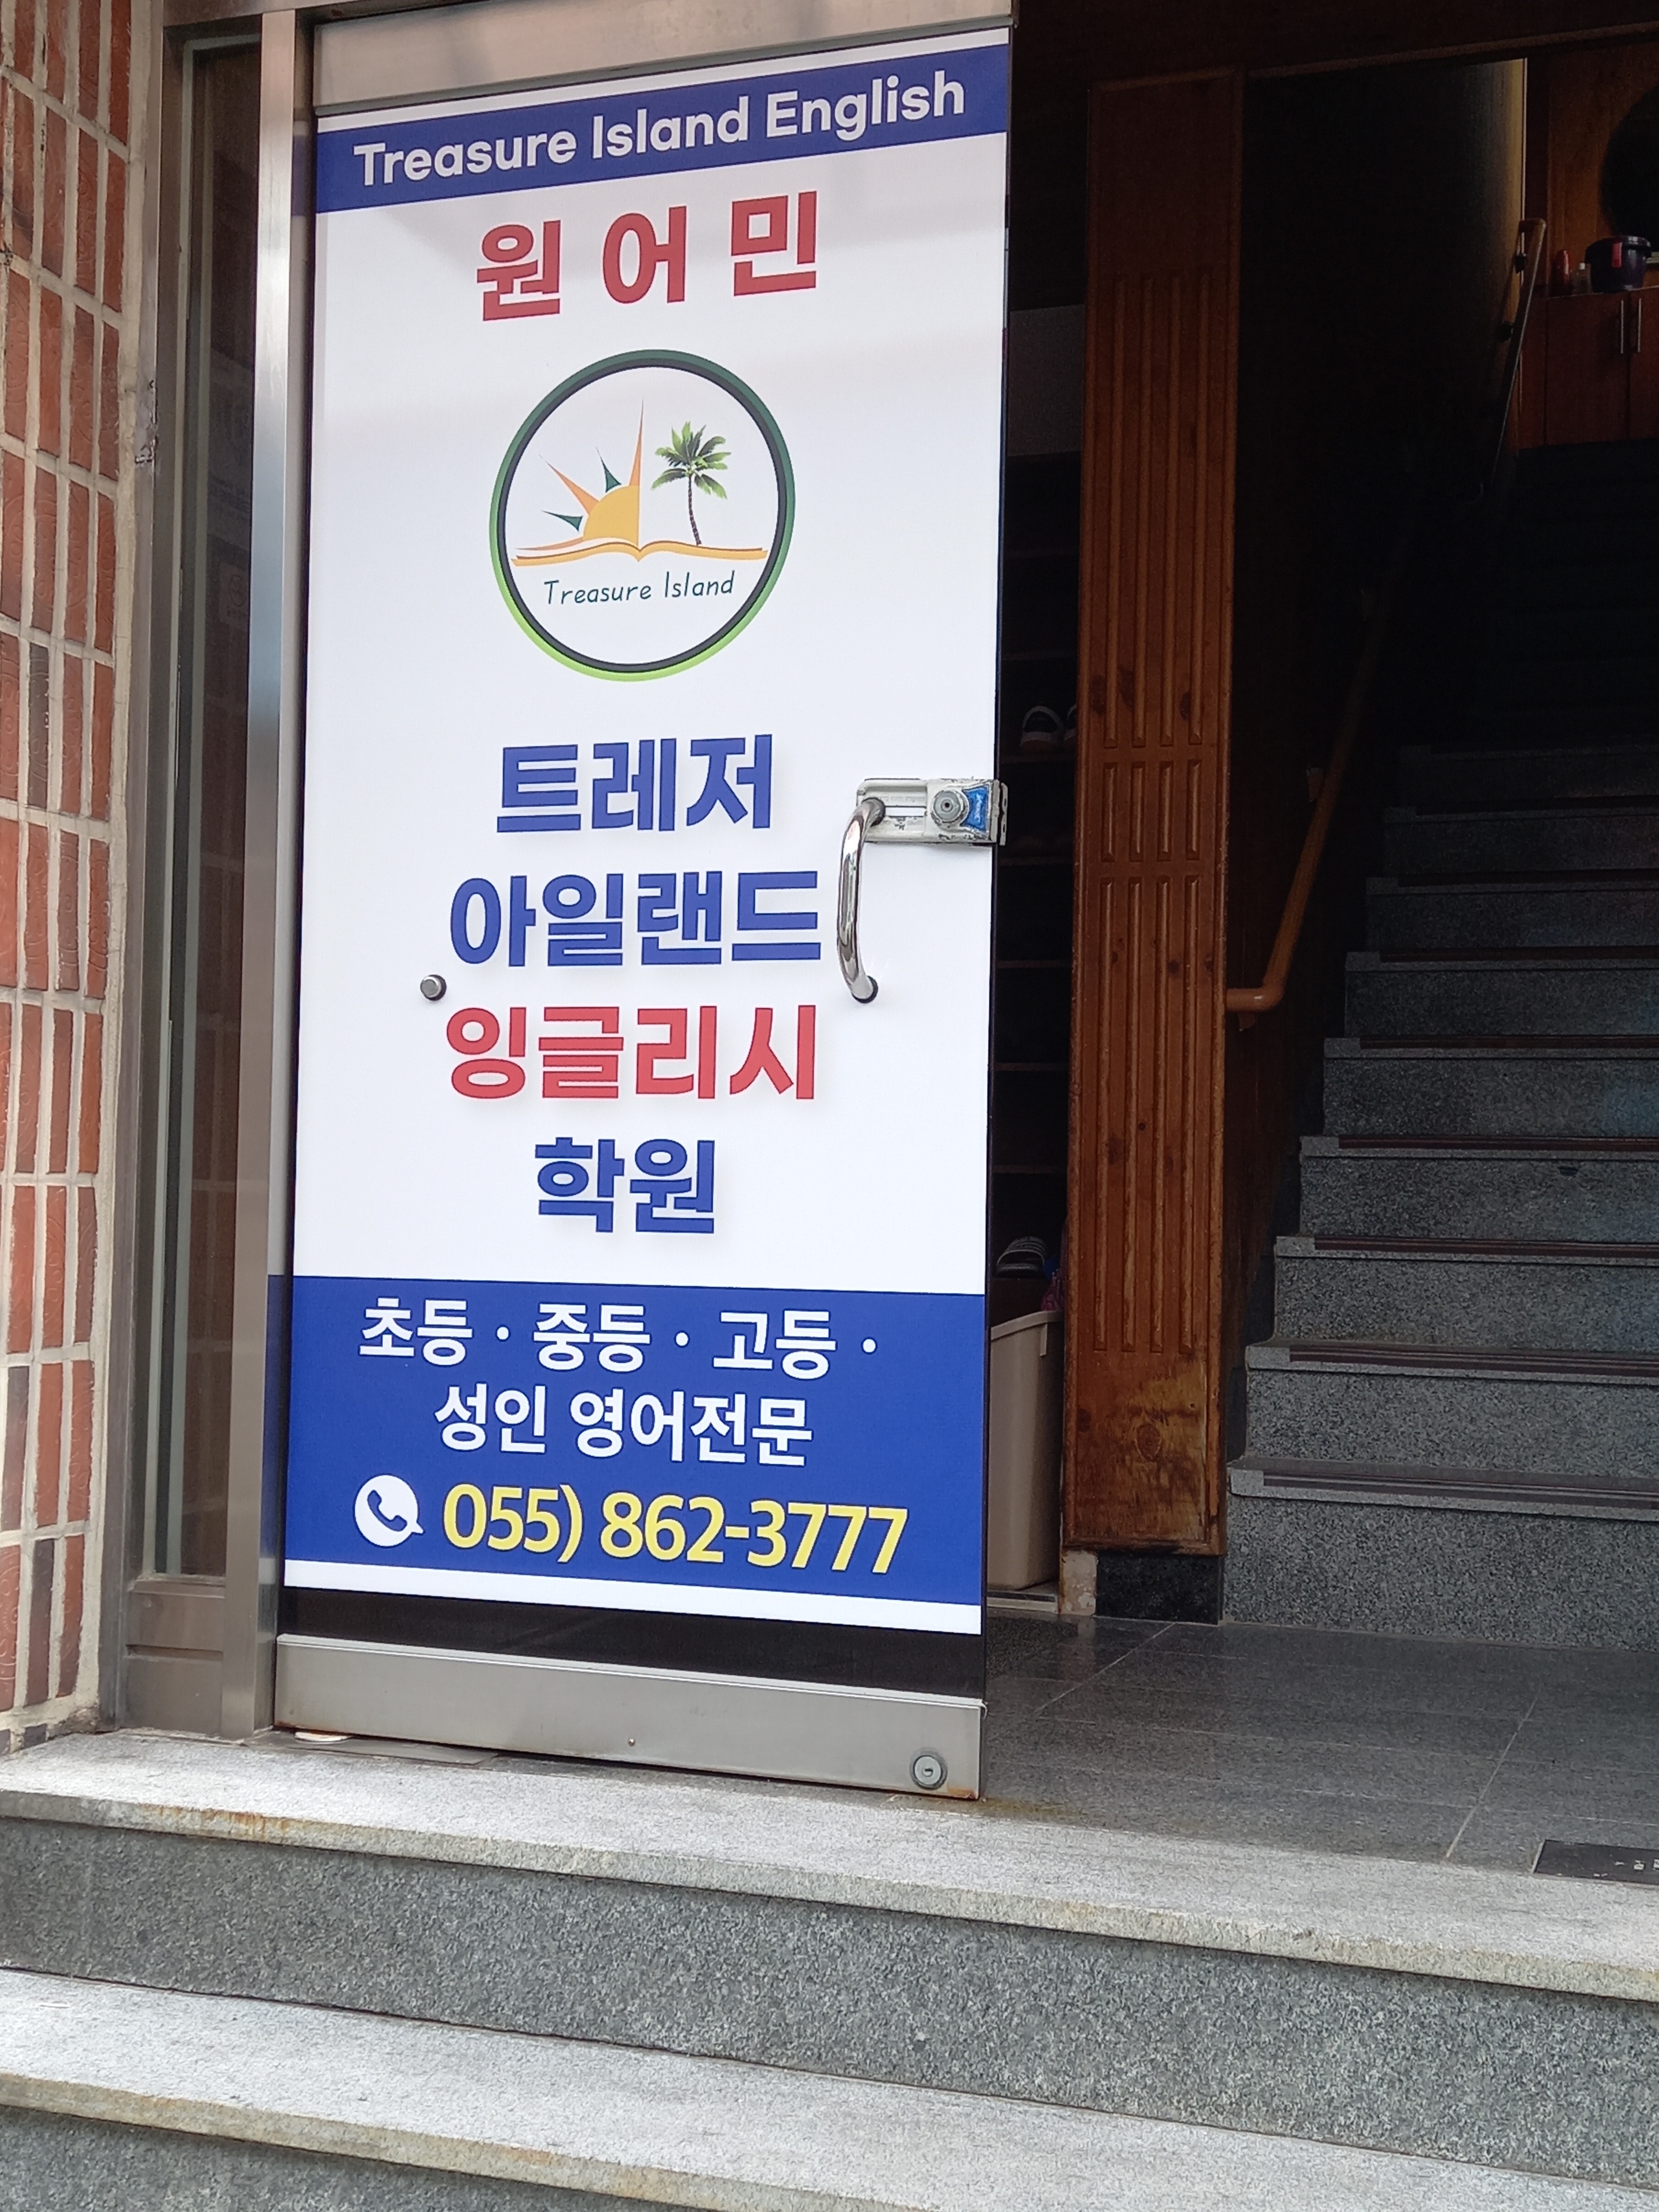 Treasure Island English
원어민
Treasure Island
트레저
아일랜드
잉글리시
학원
초등 · 중등 · 고등 ·
성인 영어전문
055) 862-3777